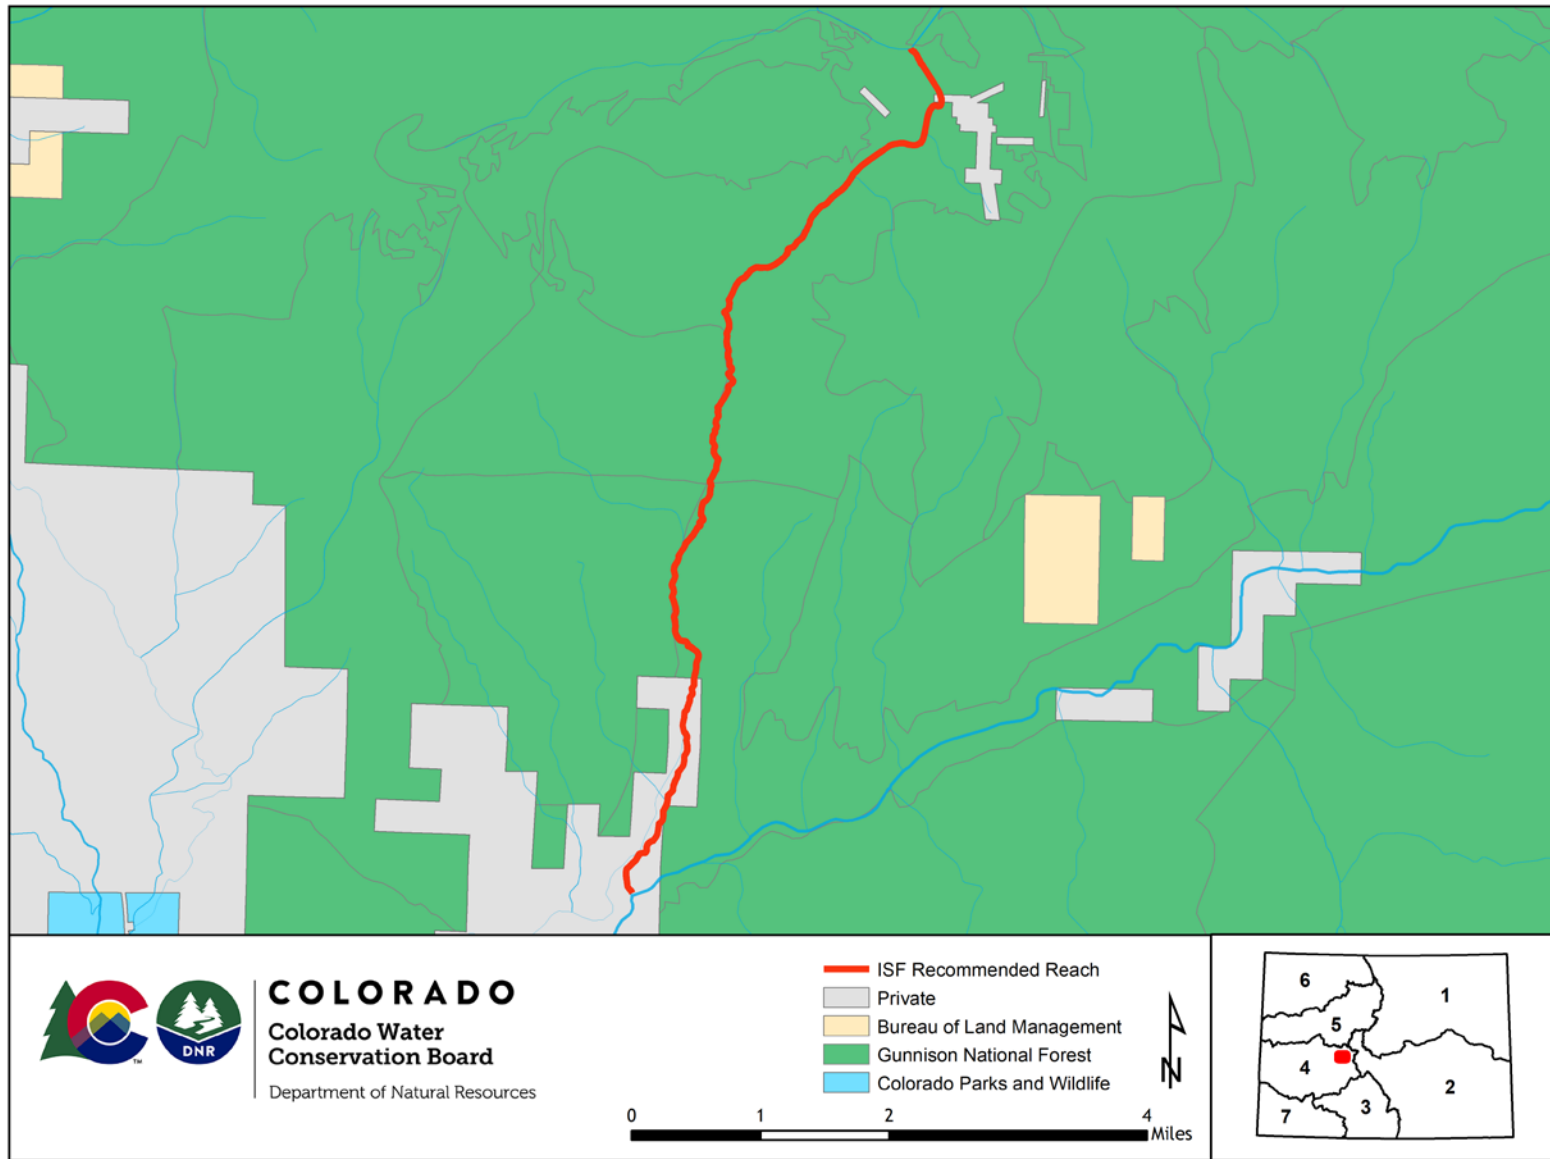 COLORADO
Colorado Water
Conservation Board
Department of Natural Resources
TM
DNR
ISF Recommended Reach
Private
Bureau of Land Management
Gunnison National Forest
Colorado Parks and Wildlife
N
0 1 2 4
Miles
6
1
5
4
2
3
7